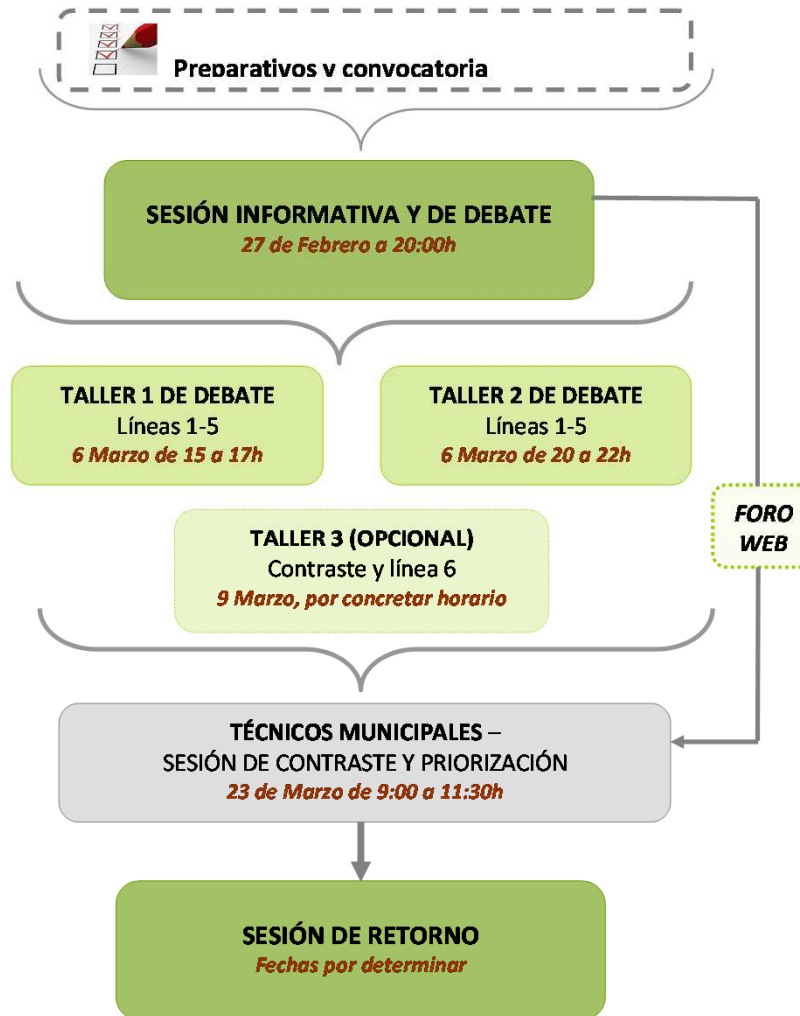 Preparativos y convocatoria
SESIÓN INFORMATIVA Y DE DEBATE
27 de Febrero a 20:00h
TALLER 1 DE DEBATE
Líneas 1-5
6 Marzo de 15 a 17h
TALLER 2 DE DEBATE
Líneas 1-5
6 Marzo de 20 a 22h
TALLER 3 (OPCIONAL)
Contraste y línea 6
9 Marzo, por concretar horario
FORO
WEB
TÉCNICOS MUNICIPALES –
SESIÓN DE CONTRASTE Y PRIORIZACIÓN
23 de Marzo de 9:00 a 11:30h
SESIÓN DE RETORNO
Fechas por determinar